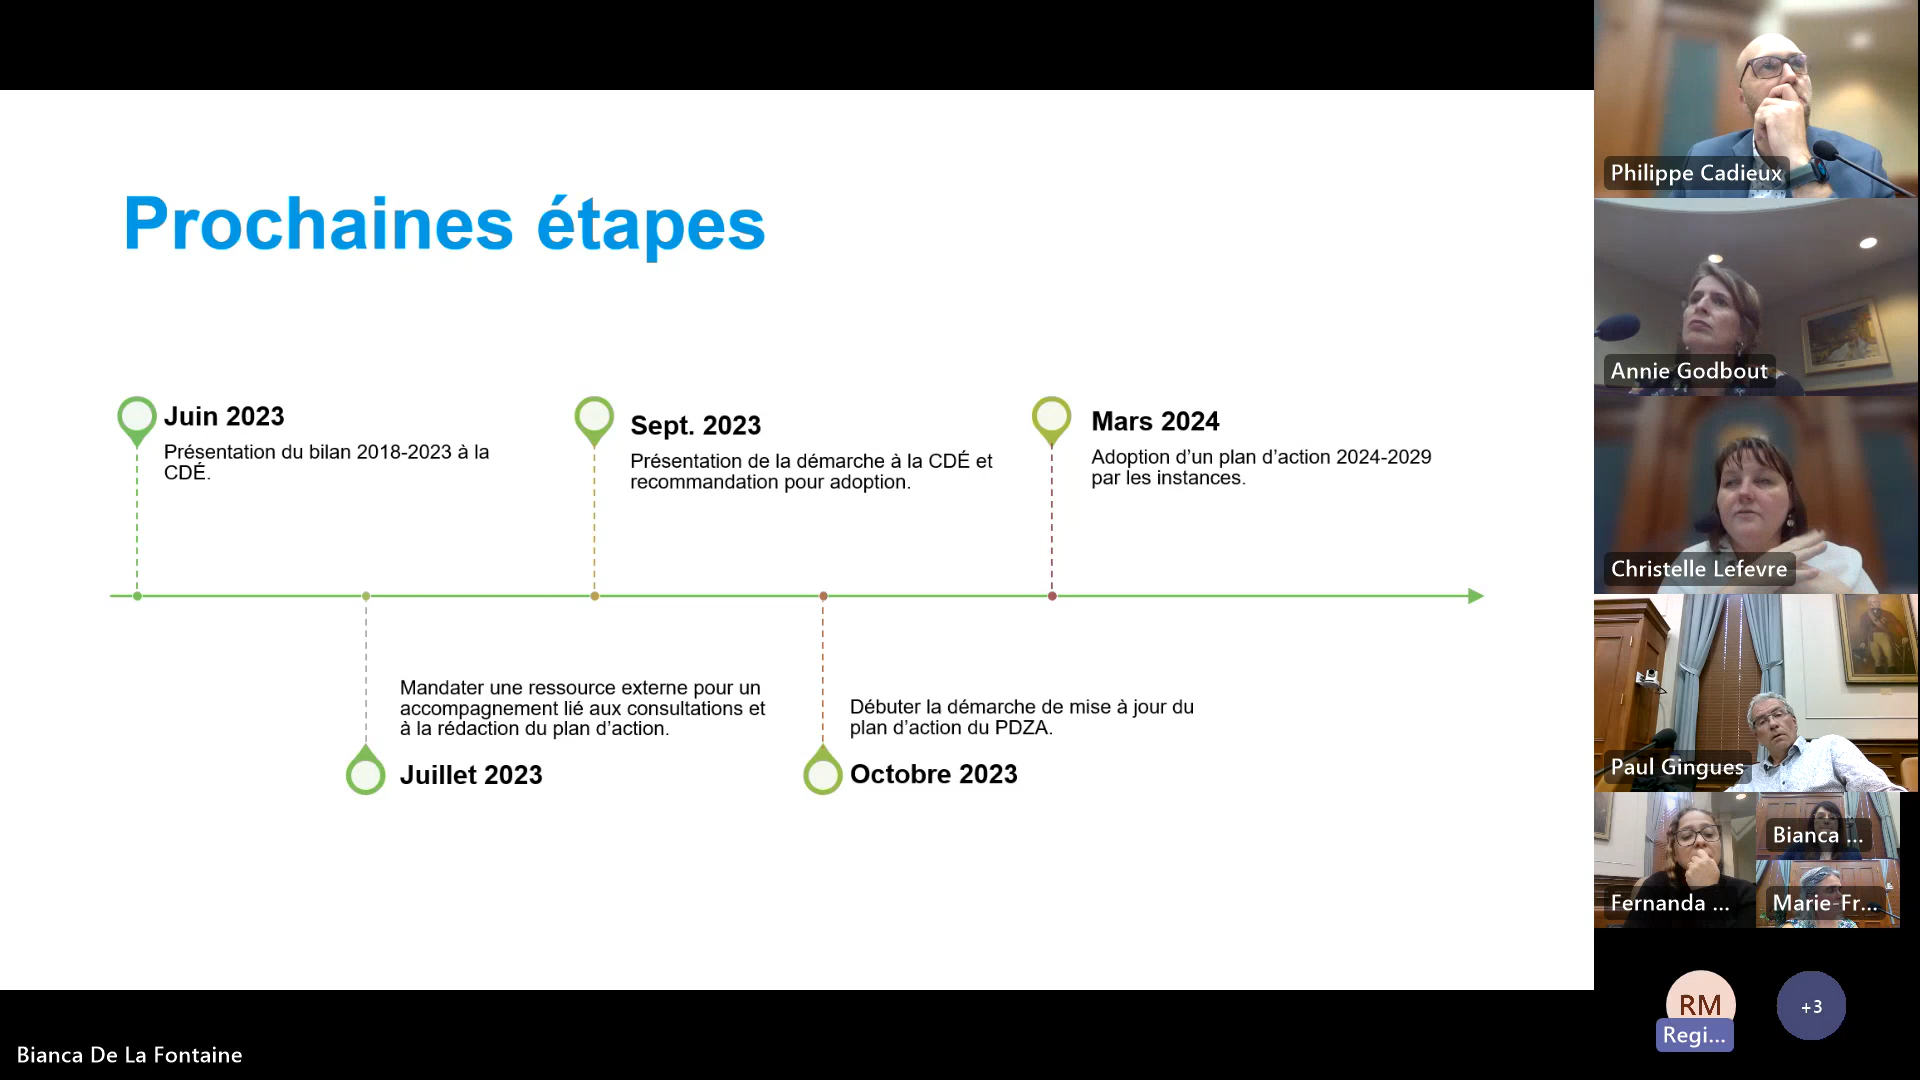 Prochaines étapes
Juin 2023
Présentation du bilan 2018-2023 à la
CDÉ.
Sept. 2023
Présentation de la démarche à la CDÉ et
recommandation pour adoption.
Mars 2024
Adoption d’un plan d’action 2024-2029
par les instances.
Mandater une ressource externe pour un
accompagnement lié aux consultations et
à la rédaction du plan d’action.
Juillet 2023
Débuter la démarche de mise à jour du
plan d’action du PDZA.
Octobre 2023
Philippe Cadieux
Annie Godbout
Christelle Lefevre
Paul Gingues
Fernanda ...
Bianca ...
Marie-Fr...
RM
Regi...
+3
Bianca De La Fontaine